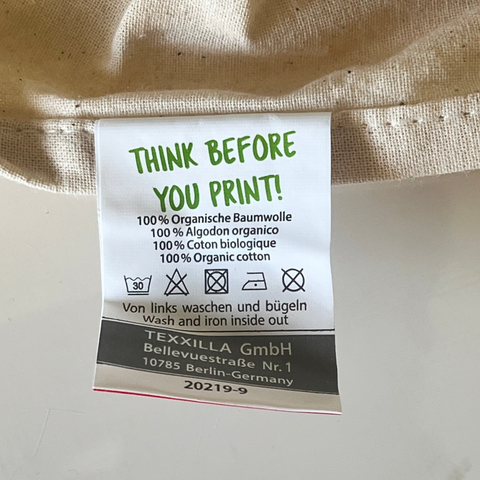 THINK BEFORE
YOU PRINT!
100% Organische Baumwolle
100% Algodon organico
100% Coton biologique
100% Organic cotton
30
Von links waschen und bügeln
Wash and iron inside out
TEXXILLA GmbH
Bellevuestraße Nr. 1
10785 Berlin-Germany
20219-9